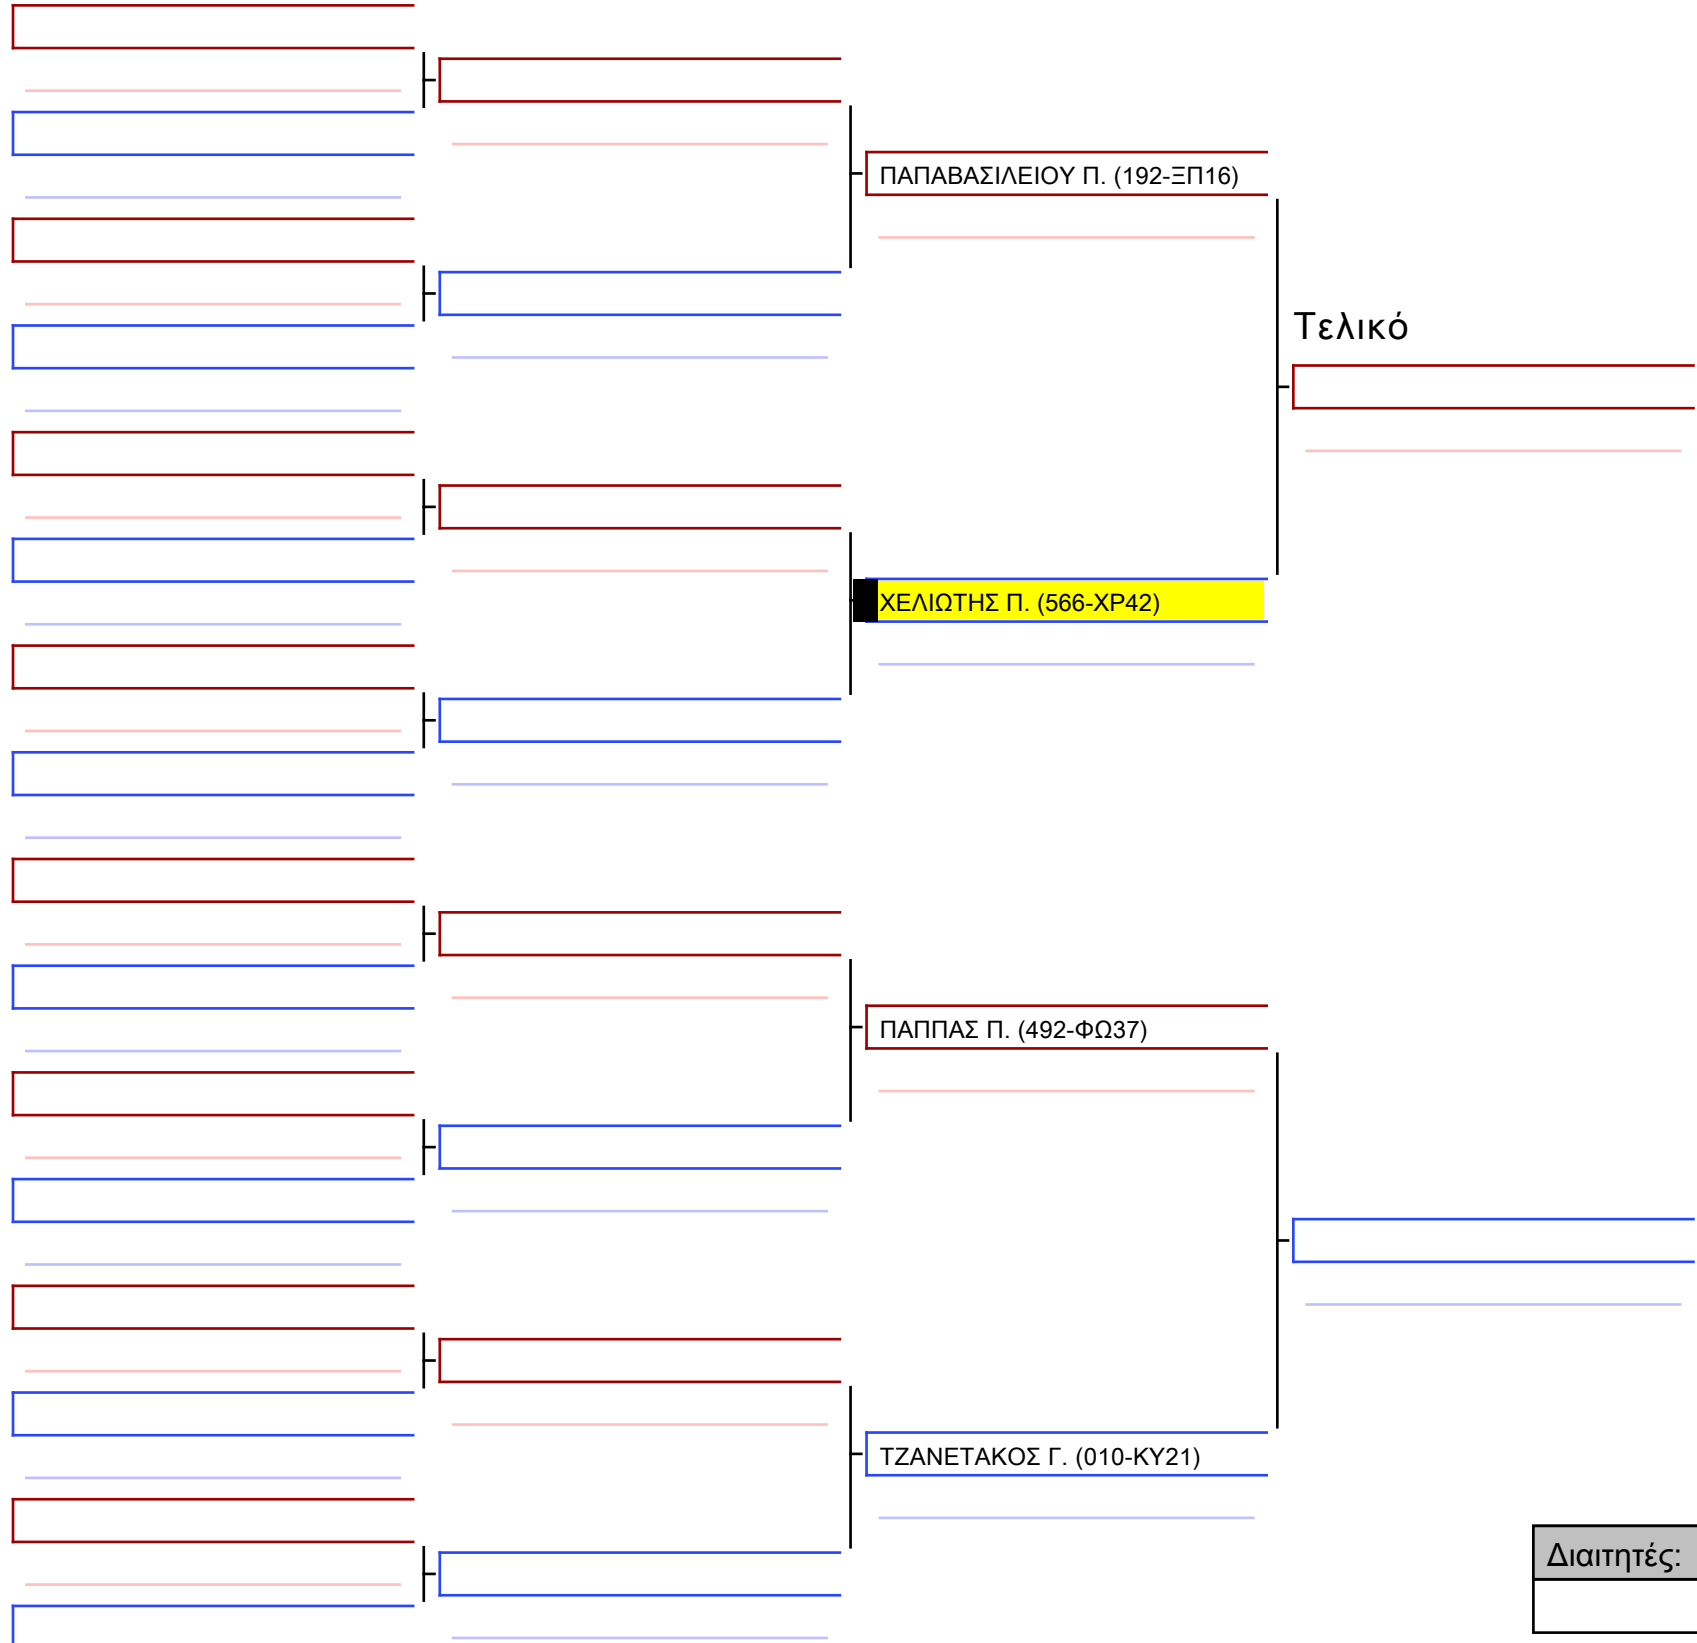 ΠΑΠΑΒΑΣΙΛΕΙΟΥ Π. (192-ΞΠ16)
Τελικό
ΧΕΛΙΩΤΗΣ Π. (566-ΧΡ42)
ΠΑΠΠΑΣ Π. (492-ΦΩ37)
ΤΖΑΝΕΤΑΚΟΣ Γ. (010-ΚΥ21)
Διαιτητές: